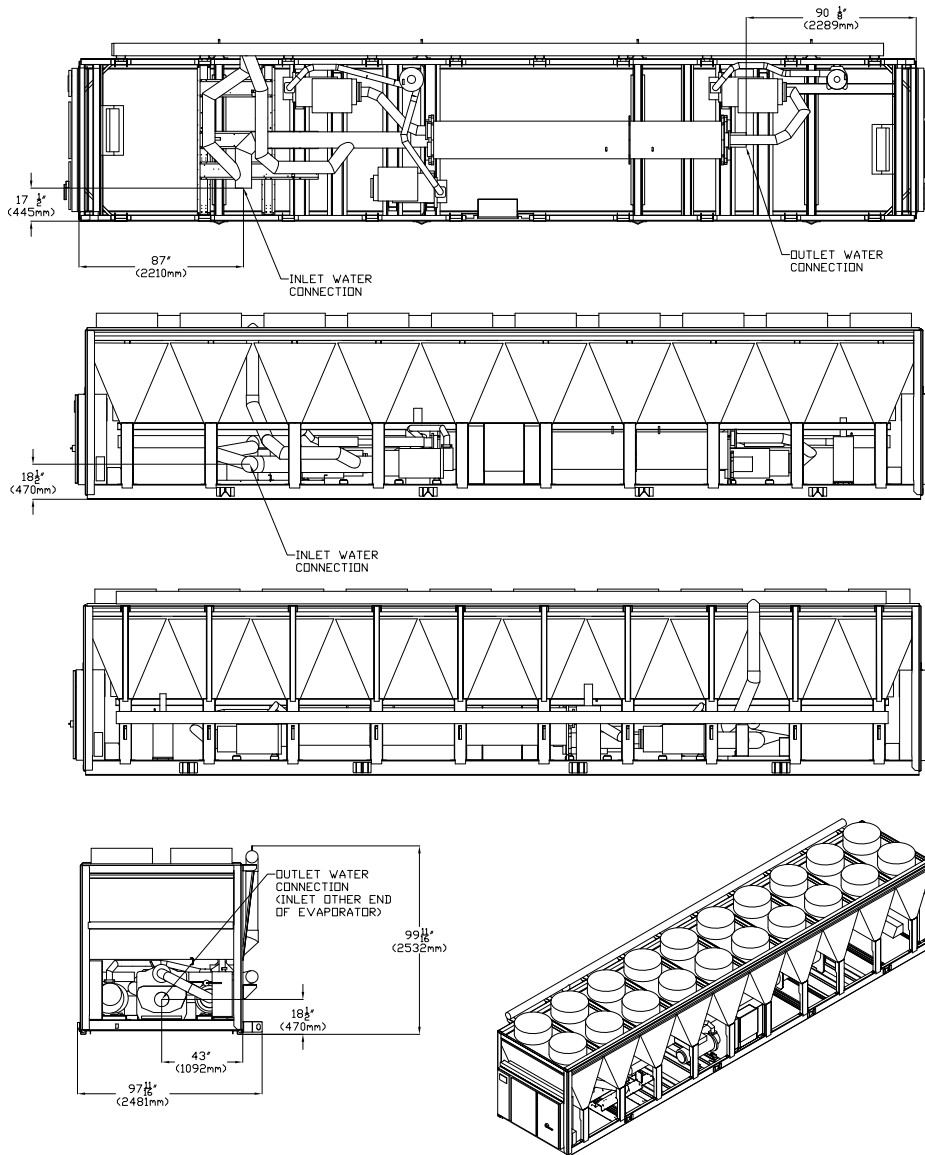 90 1/8"
(2289mm)
17 1/2"
(445mm)
87"
(2210mm)
INLET WATER
CONNECTION
OUTLET WATER
CONNECTION
18 1/2"
(470mm)
INLET WATER
CONNECTION
OUTLET WATER
CONNECTION
(INLET OTHER END
OF EVAPORATOR)
99 11/16"
(2532mm)
18 1/2"
(470mm)
43"
(1092mm)
97 11/16"
(2481mm)